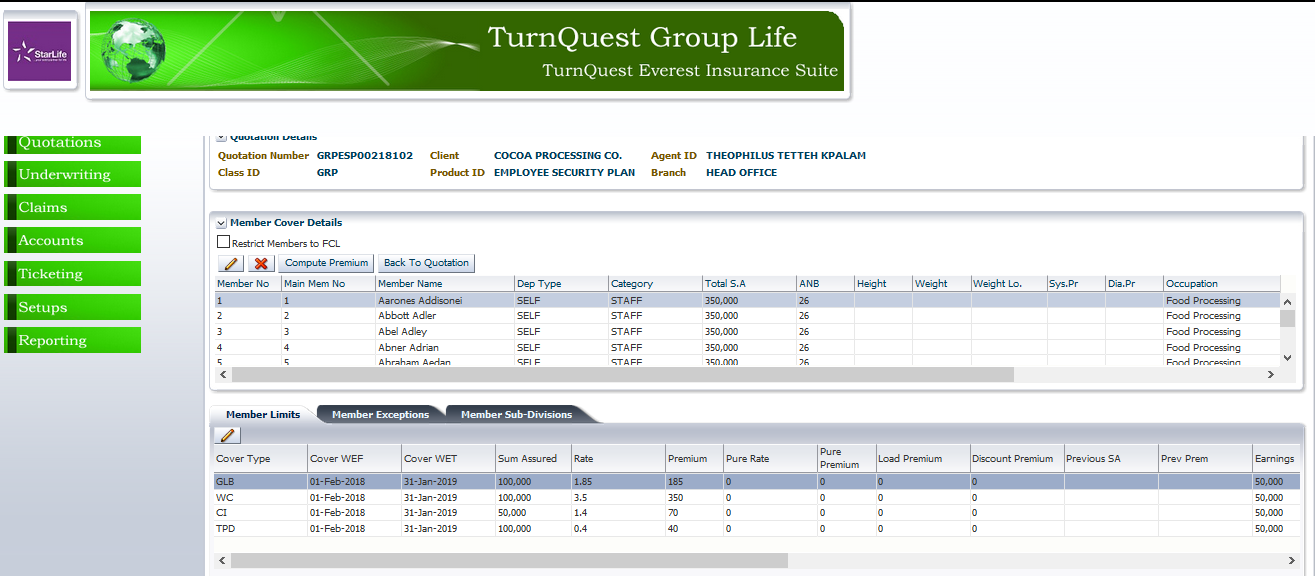 StarLife
TurnQuest Group Life
TurnQuest Everest Insurance Suite
Quotations
Underwriting
Claims
Accounts
Ticketing
Setups
Reporting
Quotation Details
Quotation Number GRPESP00218102 Client COCOA PROCESSING CO. Agent ID THEOPHILUS TETTEH KPALAM
Class ID GRP Product ID EMPLOYEE SECURITY PLAN Branch HEAD OFFICE
Member Cover Details
Restrict Members to FCL
Compute Premium Back To Quotation
Member No Main Mem No Member Name Dep Type Category Total S.A ANB Height Weight Weight Lo. Sys.Pr Dia.Pr Occupation
1 1 Aarones Addisonei SELF STAFF 350,000 26 Food Processing
2 2 Abbott Adler SELF STAFF 350,000 26 Food Processing
3 3 Abel Adley SELF STAFF 350,000 26 Food Processing
4 4 Abner Adrian SELF STAFF 350,000 26 Food Processing
5 5 Abraham Aedan SELF STAFF 350,000 26 Food Processing
Member Limits Member Exceptions Member Sub-Divisions
Cover Type Cover WEF Cover WET Sum Assured Rate Premium Pure Rate Pure Premium Load Premium Discount Premium Previous SA Prev Prem Earnings
GLB 01-Feb-2018 31-Jan-2019 100,000 1.85 185 0 0 0 0 50,000
WC 01-Feb-2018 31-Jan-2019 100,000 3.5 350 0 0 0 0 50,000
CI 01-Feb-2018 31-Jan-2019 50,000 1.4 70 0 0 0 0 50,000
TPD 01-Feb-2018 31-Jan-2019 100,000 0.4 40 0 0 0 0 50,000